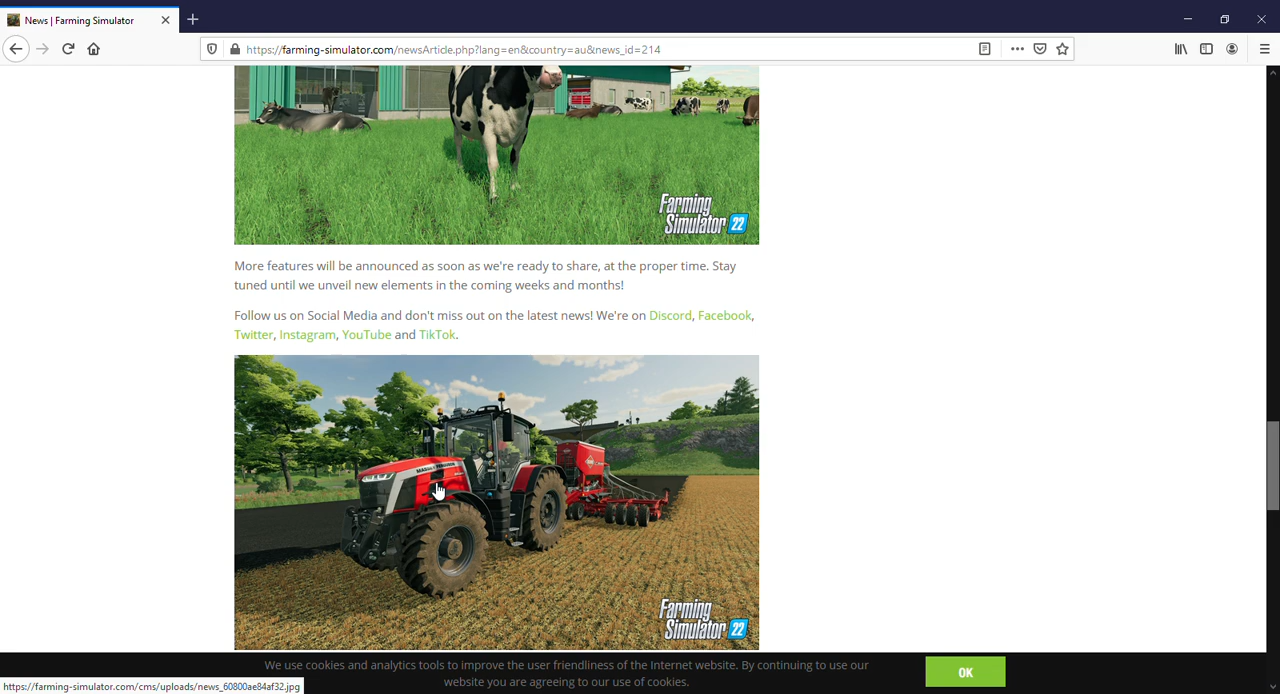 News | Farming Simulator
https://farming-simulator.com/newsArticle.php?lang=en&country=au&news_id=214
Farming
Simulator 22
More features will be announced as soon as we're ready to share, at the proper time. Stay
tuned until we unveil new elements in the coming weeks and months!
Follow us on Social Media and don't miss out on the latest news! We're on Discord, Facebook,
Twitter, Instagram, YouTube and TikTok.
MASSEY FERGUSON
Farming
Simulator 22
We use cookies and analytics tools to improve the user friendliness of the Internet website. By continuing to use our
website you are agreeing to our use of cookies.
OK
https://farming-simulator.com/cms/uploads/news_60800ae84af32.jpg